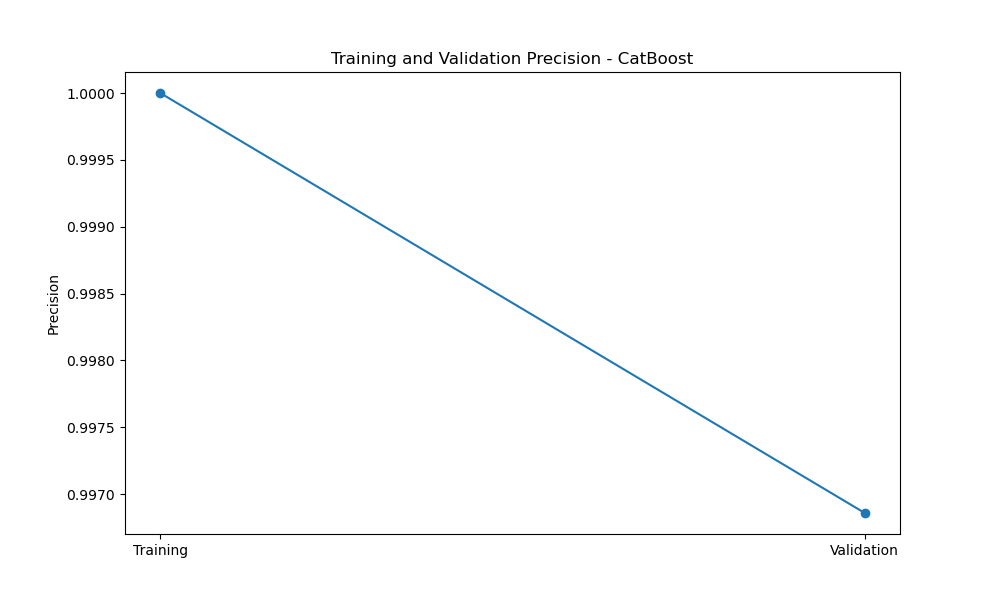 Training and Validation Precision - CatBoost
1.0000
0.9995
0.9990
0.9985
0.9980
0.9975
0.9970
Precision
Training
Validation